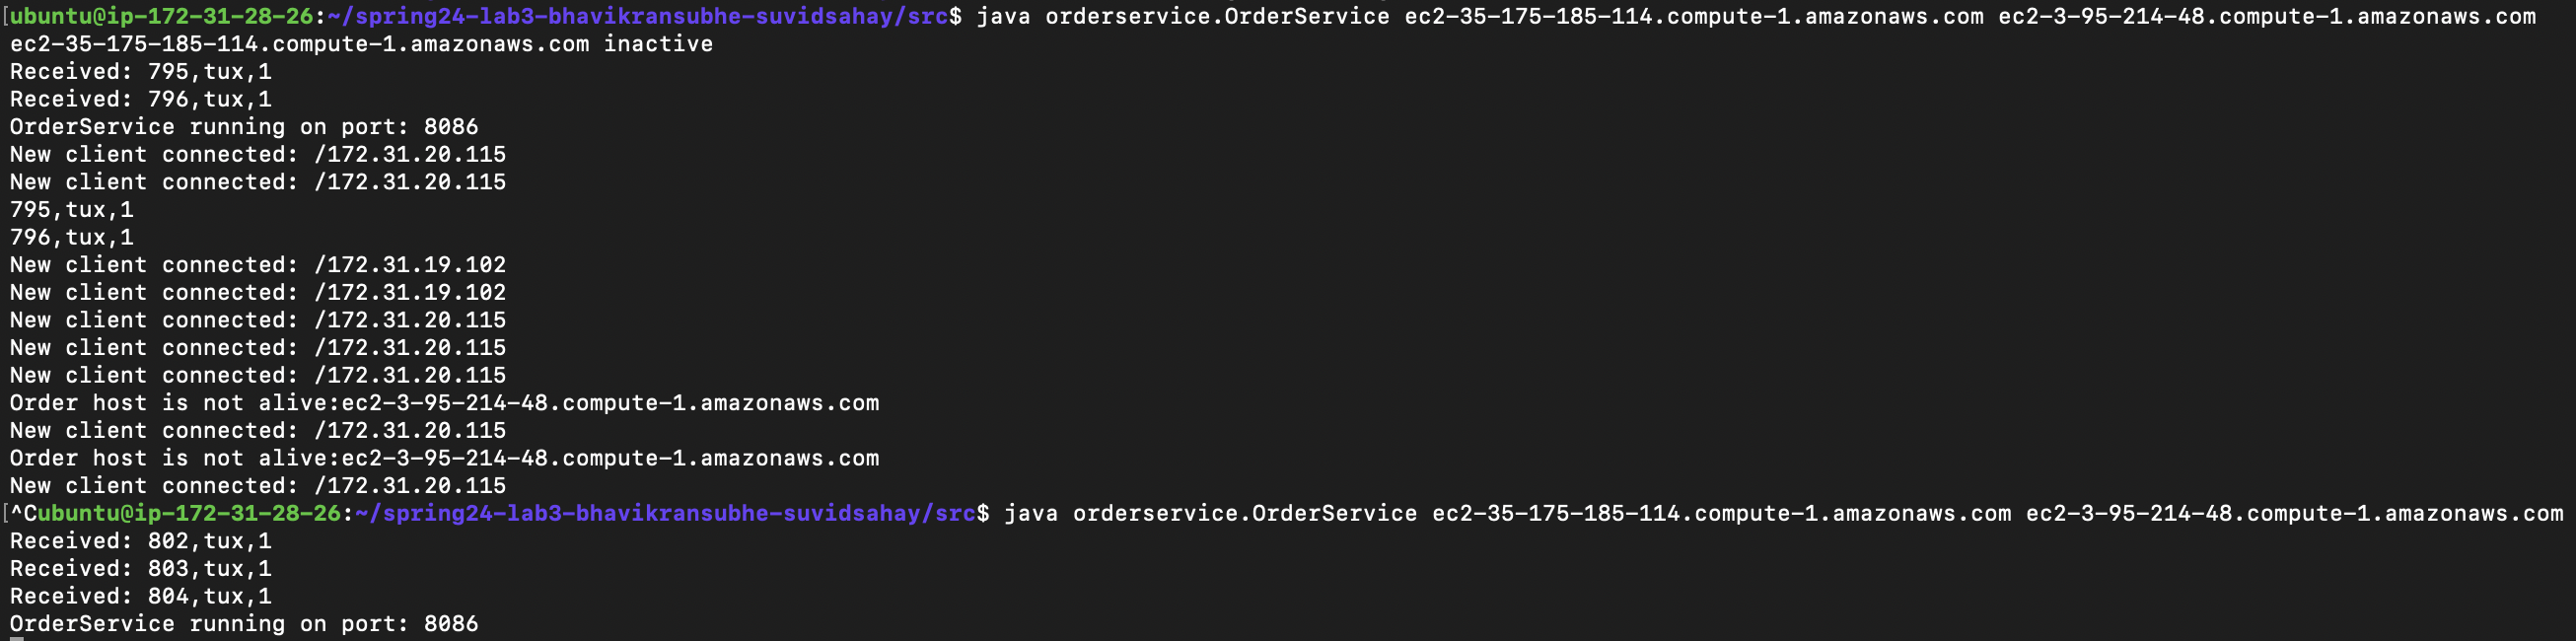 [ubuntu@ip-172-31-28-26:~/spring24-lab3-bhavikransubhe-suvidsahay/src$ java orderservice.OrderService ec2-35-175-185-114.compute-1.amazonaws.com ec2-3-95-214-48.compute-1.amazonaws.com
ec2-35-175-185-114.compute-1.amazonaws.com inactive
Received: 795,tux,1
Received: 796,tux,1
OrderService running on port: 8086
New client connected: /172.31.20.115
New client connected: /172.31.20.115
795,tux,1
796,tux,1
New client connected: /172.31.19.102
New client connected: /172.31.19.102
New client connected: /172.31.20.115
New client connected: /172.31.20.115
New client connected: /172.31.20.115
Order host is not alive:ec2-3-95-214-48.compute-1.amazonaws.com
New client connected: /172.31.20.115
Order host is not alive:ec2-3-95-214-48.compute-1.amazonaws.com
New client connected: /172.31.20.115
[^Cubuntu@ip-172-31-28-26:~/spring24-lab3-bhavikransubhe-suvidsahay/src$ java orderservice.OrderService ec2-35-175-185-114.compute-1.amazonaws.com ec2-3-95-214-48.compute-1.amazonaws.com
Received: 802,tux,1
Received: 803,tux,1
Received: 804,tux,1
OrderService running on port: 8086